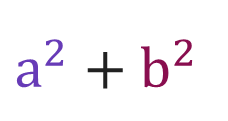 a² + b²